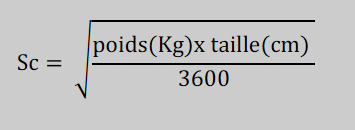 Sc = √(poids(Kg)x taille(cm) / 3600)